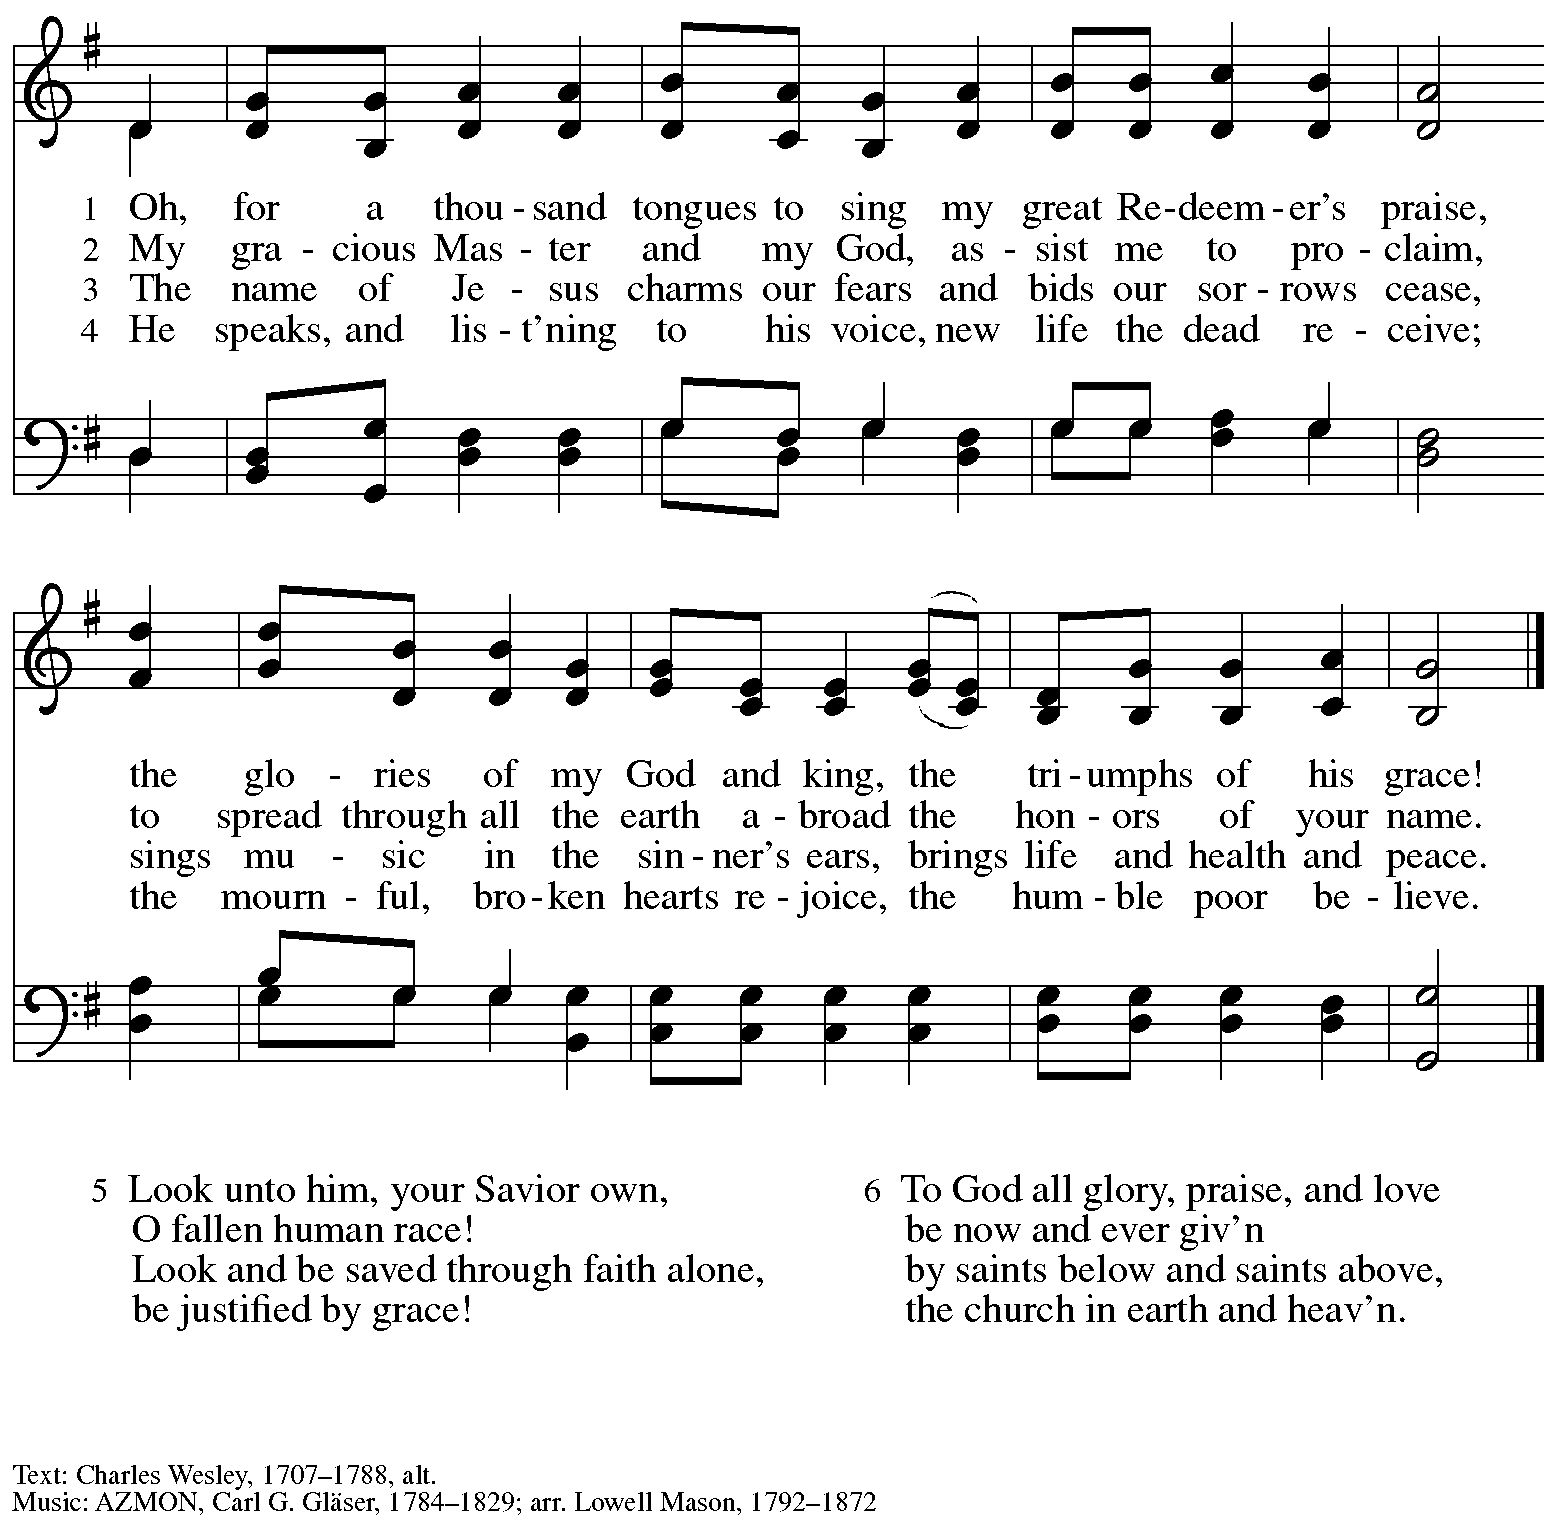 1 Oh, for a thou - sand tongues to sing my great Re - deem - er's praise,
2 My gra - cious Mas - ter and my God, as - sist me to pro - claim,
3 The name of Je - sus charms our fears and bids our sor - rows cease,
4 He speaks, and lis - t'ning to his voice, new life the dead re - ceive;
the glo - ries of my God and king, the tri - umphs of his grace!
to spread through all the earth a - broad the hon - ors of your name.
sings mu - sic in the sin - ner's ears, brings life and health and peace.
the mourn - ful, bro - ken hearts re - joice, the hum - ble poor be - lieve.
5 Look unto him, your Savior own,
O fallen human race!
Look and be saved through faith alone,
be justified by grace!
6 To God all glory, praise, and love
be now and ever giv'n
by saints below and saints above,
the church in earth and heav'n.
Text: Charles Wesley, 1707–1788, alt.
Music: AZMON, Carl G. Gläser, 1784–1829; arr. Lowell Mason, 1792–1872